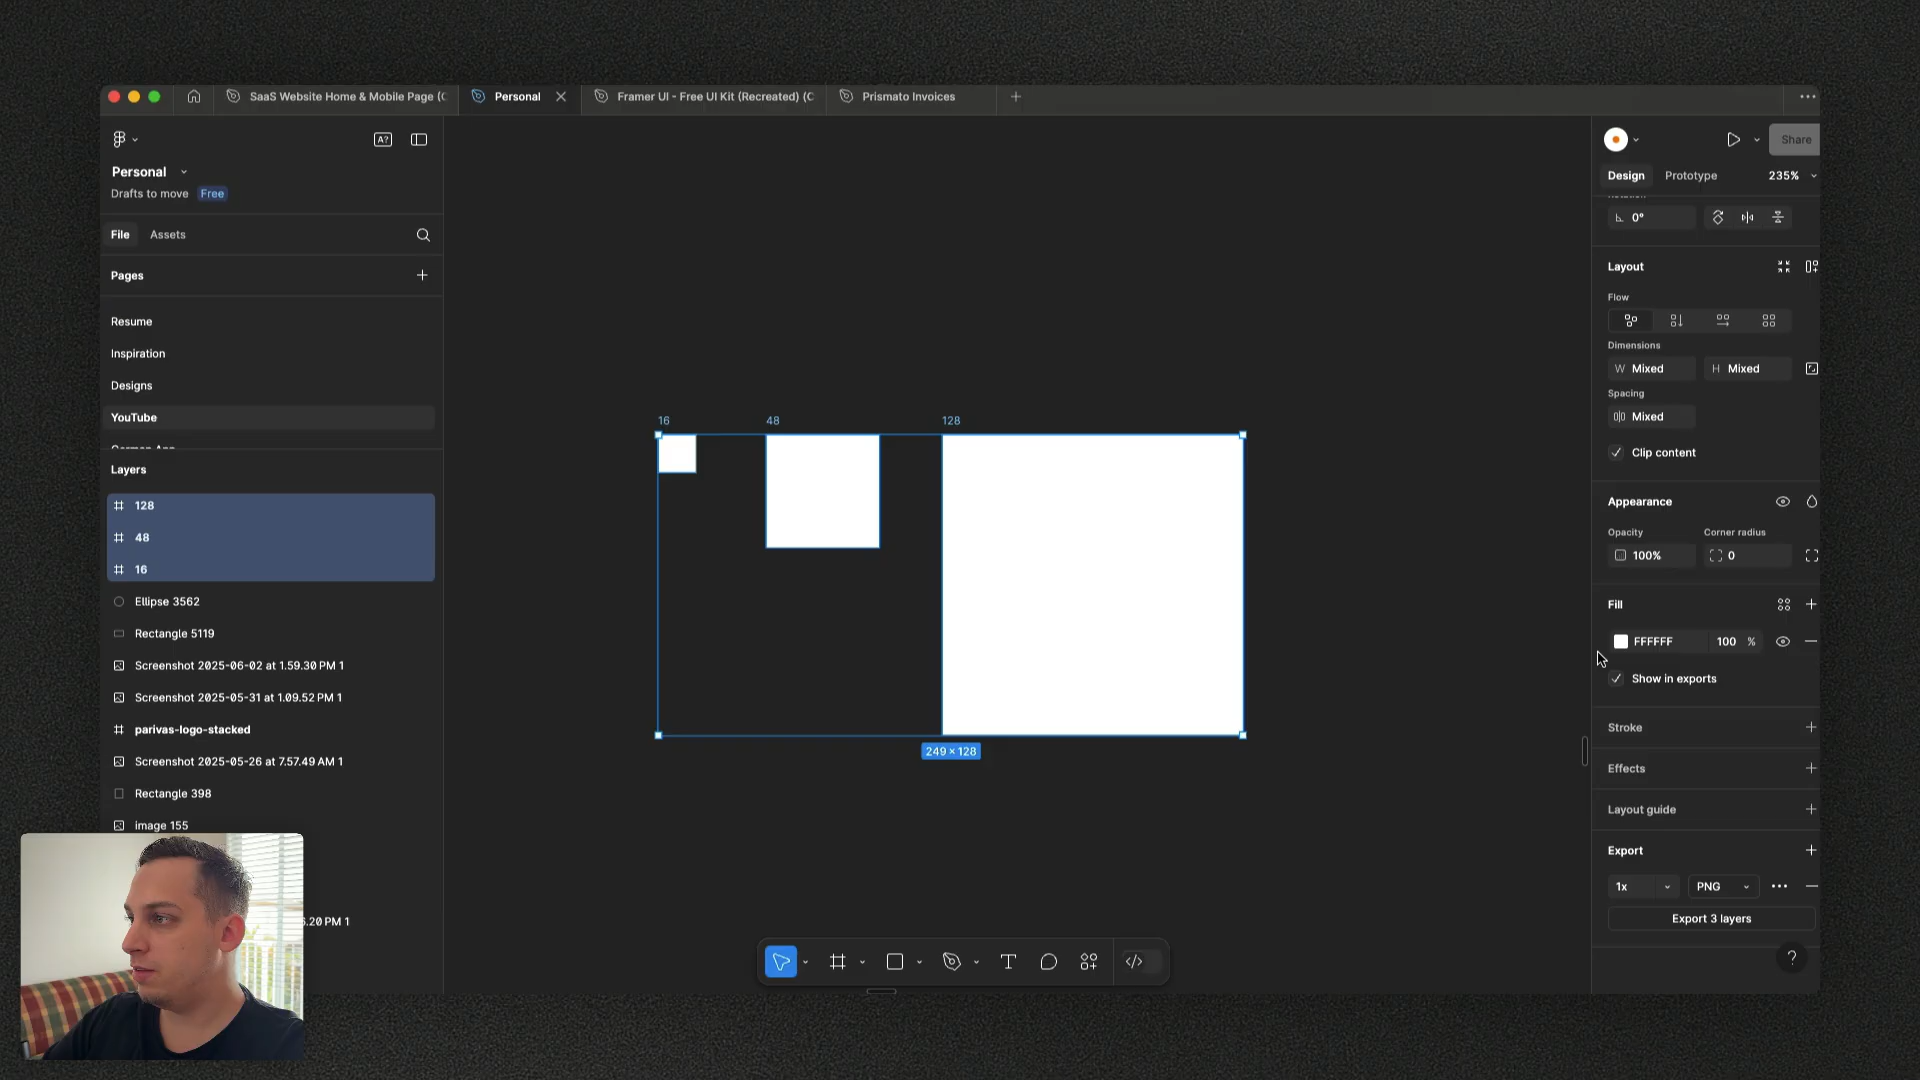 SaaS Website Home & Mobile Page (C
Personal
Framer UI - Free UI Kit (Recreated) (C
Prismato Invoices
A?
Share
Personal
Drafts to move
Free
Design
Prototype
235%
0°
File
Assets
Layout
Pages
Flow
Resume
Dimensions
Inspiration
W Mixed
H Mixed
Designs
Spacing
YouTube
Mixed
16
48
128
Clip content
Layers
Appearance
128
Opacity
Corner radius
48
100%
0
16
Ellipse 3562
Fill
Rectangle 5119
FFFFFF
100 %
Screenshot 2025-06-02 at 1.59.30 PM 1
Show in exports
Screenshot 2025-05-31 at 1.09.52 PM 1
parivas-logo-stacked
Stroke
249 × 128
Screenshot 2025-05-26 at 7.57.49 AM 1
Effects
Rectangle 398
Layout guide
image 155
Export
1x
PNG
Export 3 layers
6.20 PM 1
?